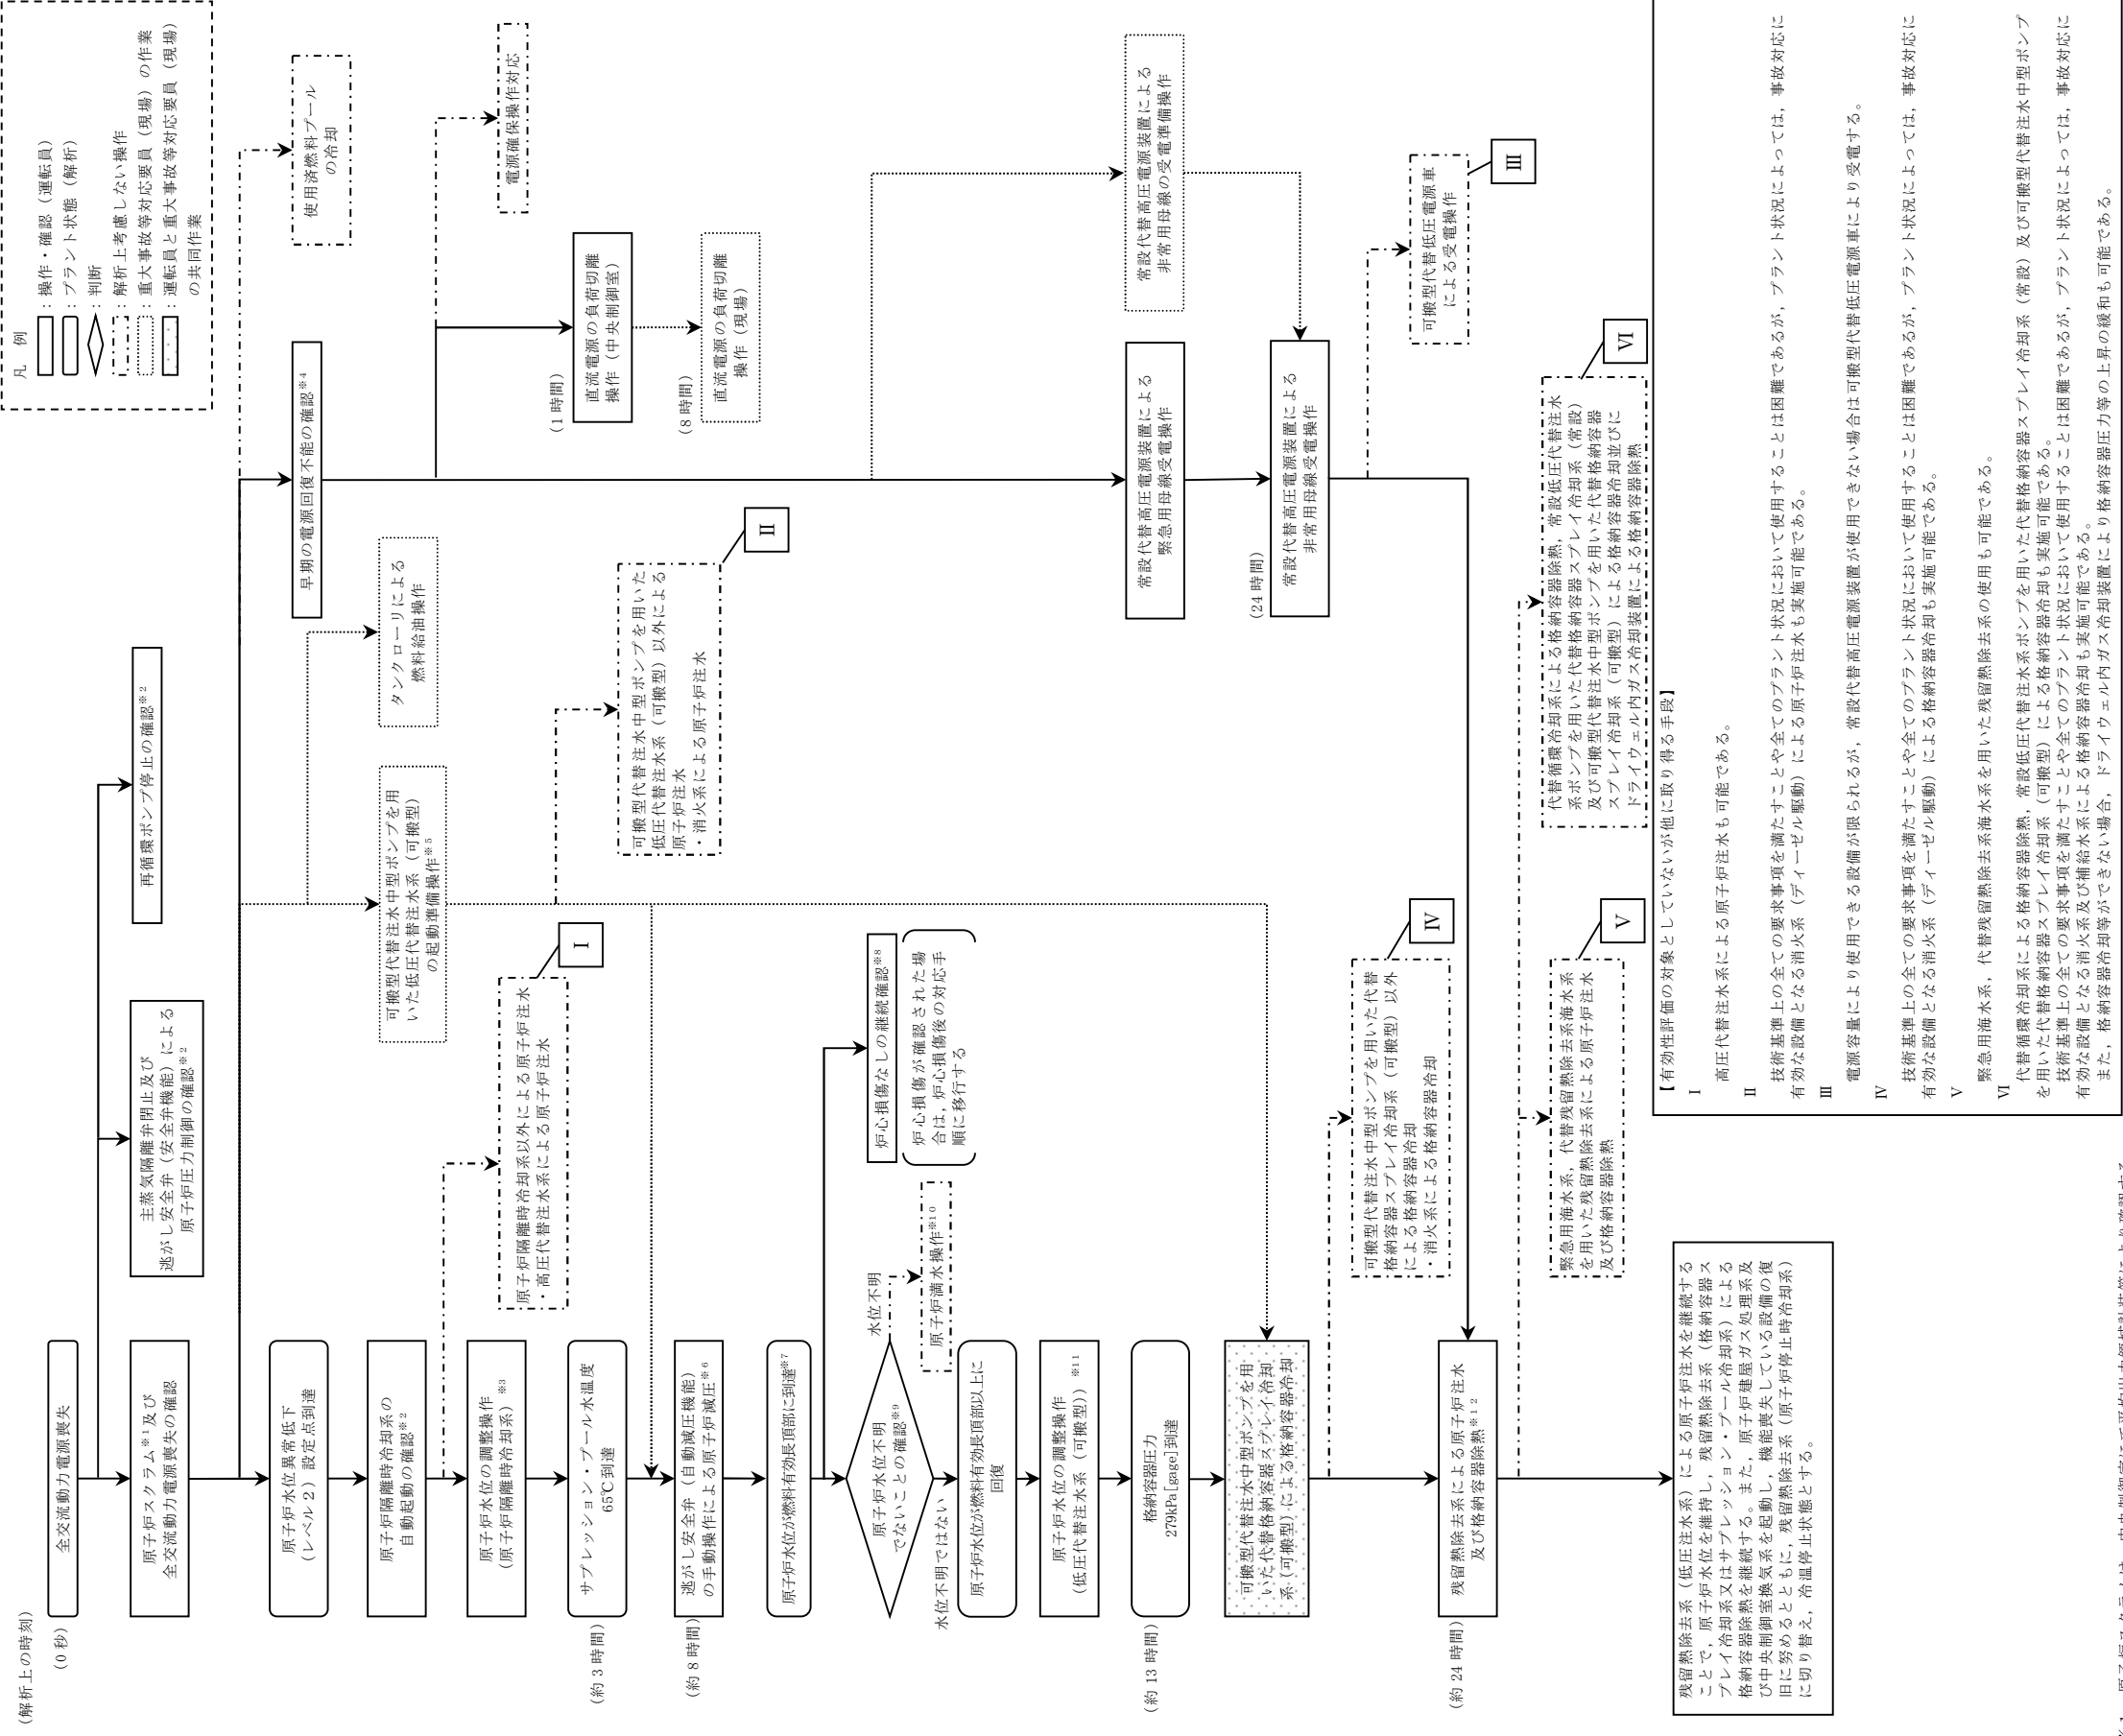 凡　例
：操作・確認（運転員）
：プラント状態（解析）
：判断
：解析上考慮しない操作
：重大事故等対応要員（現場）の作業
：運転員と重大事故等対応要員（現場）
の共同作業
（解析上の時刻）
（0 秒）
全交流動力電源喪失
原子炉スクラム※1及び
全交流動力電源喪失の確認
主蒸気隔離弁閉止及び
逃がし安全弁（安全弁機能）による
原子炉圧力制御の確認※2
再循環ポンプ停止の確認※2
原子炉水位異常低下
（レベル２）設定点到達
早期の電源回復不能の確認※4
使用済燃料プール
の冷却
原子炉隔離時冷却系の
自動起動の確認※2
可搬型代替注水中型ポンプを用
いた低圧代替注水系（可搬型）
の起動準備操作※5
タンクローリによる
燃料給油操作
原子炉水位の調整操作
（原子炉隔離時冷却系）※3
原子炉隔離時冷却系以外による原子炉注水
・高圧代替注水系による原子炉注水
Ⅰ
電源確保操作対応
（1 時間）
直流電源の負荷切離
操作（中央制御室）
（約 3 時間）
サプレッション・プール水温度
65℃到達
可搬型代替注水中型ポンプを用いた
低圧代替注水系（可搬型）以外による
原子炉注水
・消火系による原子炉注水
Ⅱ
（8 時間）
直流電源の負荷切離
操作（現場）
（約 8 時間）
逃がし安全弁（自動減圧機能）
の手動操作による原子炉減圧※6
原子炉水位が燃料有効長頂部に到達※7
炉心損傷なしの継続確認※8
炉心損傷が確認された場
合は，炉心損傷後の対応手
順に移行する
原子炉水位不明
でないことの確認※9
水位不明
原子炉満水操作※10
水位不明ではない
原子炉水位が燃料有効長頂部以上に
回復
原子炉水位の調整操作
（低圧代替注水系（可搬型））※11
（約 13 時間）
格納容器圧力
279kPa[gage]到達
常設代替高圧電源装置による
緊急用母線受電操作
常設代替高圧電源装置による
非常用母線の受電準備操作
可搬型代替注水中型ポンプを用
いた代替格納容器スプレイ冷却
系（可搬型）による格納容器冷却
（24 時間）
常設代替高圧電源装置による
非常用母線受電操作
可搬型代替注水中型ポンプを用いた代替
格納容器スプレイ冷却系（可搬型）以外
による格納容器冷却
・消火系による格納容器冷却
Ⅳ
可搬型代替低圧電源車
による受電操作
Ⅲ
（約 24 時間）
残留熱除去系による原子炉注水
及び格納容器除熱※12
緊急用海水系，代替残留熱除去系海水系
を用いた残留熱除去系による原子炉注水
及び格納容器除熱
Ⅴ
代替循環冷却系による格納容器除熱，常設低圧代替注水
系ポンプを用いた代替格納容器スプレイ冷却系（常設）
及び可搬型代替注水中型ポンプを用いた代替格納容器
スプレイ冷却系（可搬型）による格納容器冷却並びに
ドライウェル内ガス冷却装置による格納容器除熱
Ⅵ
残留熱除去系（低圧注水系）による原子炉注水を継続する
ことで，原子炉水位を維持し，残留熱除去系（格納容器ス
プレイ冷却系又はサプレッション・プール冷却系）による
格納容器除熱を継続する。また，原子炉建屋ガス処理系及
び中央制御室換気系を起動し，機能喪失している設備の復
旧に努めるとともに，残留熱除去系（原子炉停止時冷却系）
に切り替え，冷温停止状態とする。
【有効性評価の対象としていないが他に取り得る手段】
Ⅰ
高圧代替注水系による原子炉注水も可能である。
Ⅱ
技術基準上の全ての要求事項を満たすことや全てのプラント状況において使用することは困難であるが，プラント状況によっては，事故対応に
有効な設備となる消火系（ディーゼル駆動）による原子炉注水も実施可能である。
Ⅲ
電源容量により使用できる設備が限られるが，常設代替高圧電源装置が使用できない場合は可搬型代替低圧電源車により受電する。
Ⅳ
技術基準上の全ての要求事項を満たすことや全てのプラント状況において使用することは困難であるが，プラント状況によっては，事故対応に
有効な設備となる消火系（ディーゼル駆動）による格納容器冷却も実施可能である。
Ⅴ
緊急用海水系，代替残留熱除去系海水系を用いた残留熱除去系の使用も可能である。
Ⅵ
代替循環冷却系による格納容器除熱，常設低圧代替注水系ポンプを用いた代替格納容器スプレイ冷却系（常設）及び可搬型代替注水中型ポンプ
を用いた代替格納容器スプレイ冷却系（可搬型）による格納容器冷却も実施可能である。
技術基準上の全ての要求事項を満たすことや全てのプラント状況において使用することは困難であるが，プラント状況によっては，事故対応に
有効な設備となる消火系及び補給水系による格納容器冷却も実施可能である。
また，格納容器冷却等ができない場合，ドライウェル内ガス冷却装置により格納容器圧力等の上昇の緩和も可能である。